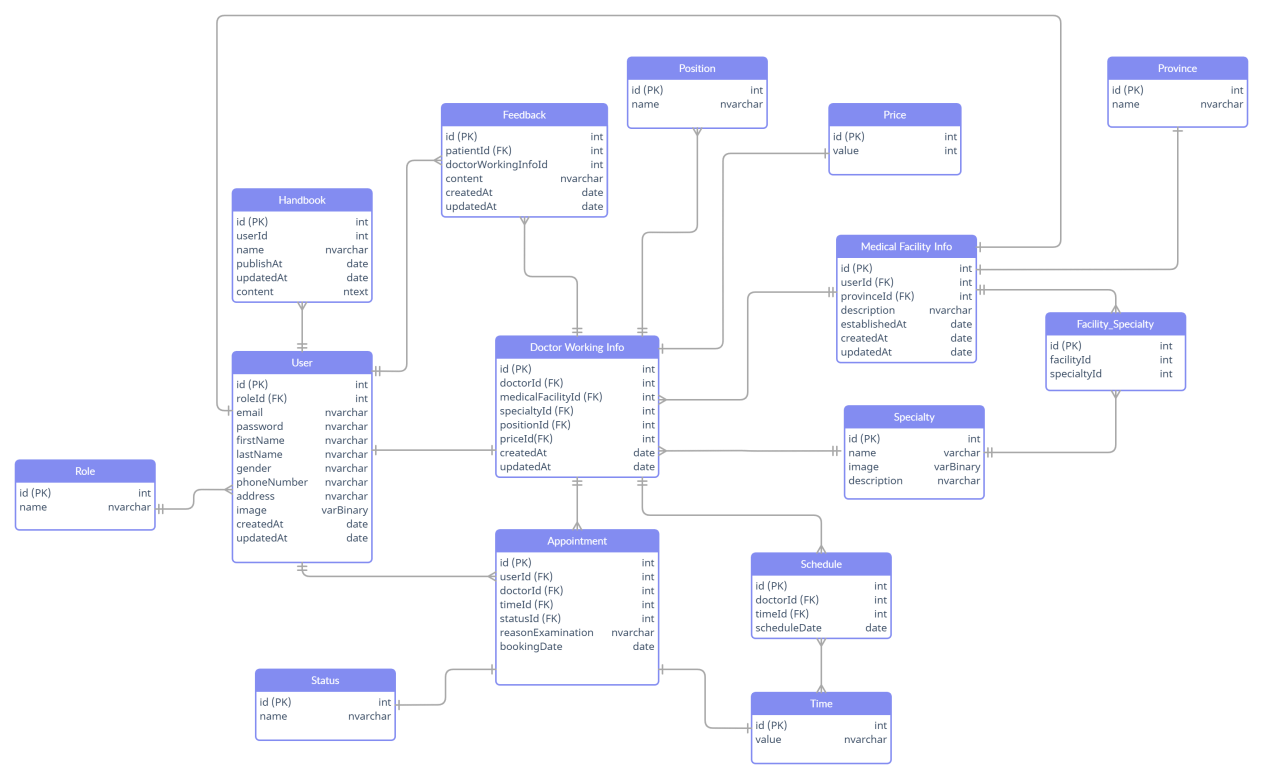 Position
id (PK) int
name nvarchar
Province
id (PK) int
name nvarchar
Feedback
id (PK) int
patientId (FK) int
doctorWorkingInfoId int
content nvarchar
createdAt date
updatedAt date
Price
id (PK) int
value int
Handbook
id (PK) int
userId int
name nvarchar
publishAt date
updatedAt date
content ntext
Medical Facility Info
id (PK) int
userId (FK) int
provinceId (FK) int
description nvarchar
establishedAt date
createdAt date
updatedAt date
Facility_Specialty
id (PK) int
facilityId int
specialtyId int
Doctor Working Info
id (PK) int
doctorId (FK) int
medicalFacilityId (FK) int
specialtyId (FK) int
positionId (FK) int
priceId(FK) int
createdAt date
updatedAt date
User
id (PK) int
roleId (FK) int
email nvarchar
password nvarchar
firstName nvarchar
lastName nvarchar
gender nvarchar
phoneNumber nvarchar
address nvarchar
image varBinary
createdAt date
updatedAt date
Specialty
id (PK) int
name varchar
image varBinary
description nvarchar
Role
id (PK) int
name nvarchar
Appointment
id (PK) int
userId (FK) int
doctorId (FK) int
timeId (FK) int
statusId (FK) int
reasonExamination nvarchar
bookingDate date
Schedule
id (PK) int
doctorId (FK) int
timeId (FK) int
scheduleDate date
Status
id (PK) int
name nvarchar
Time
id (PK) int
value nvarchar